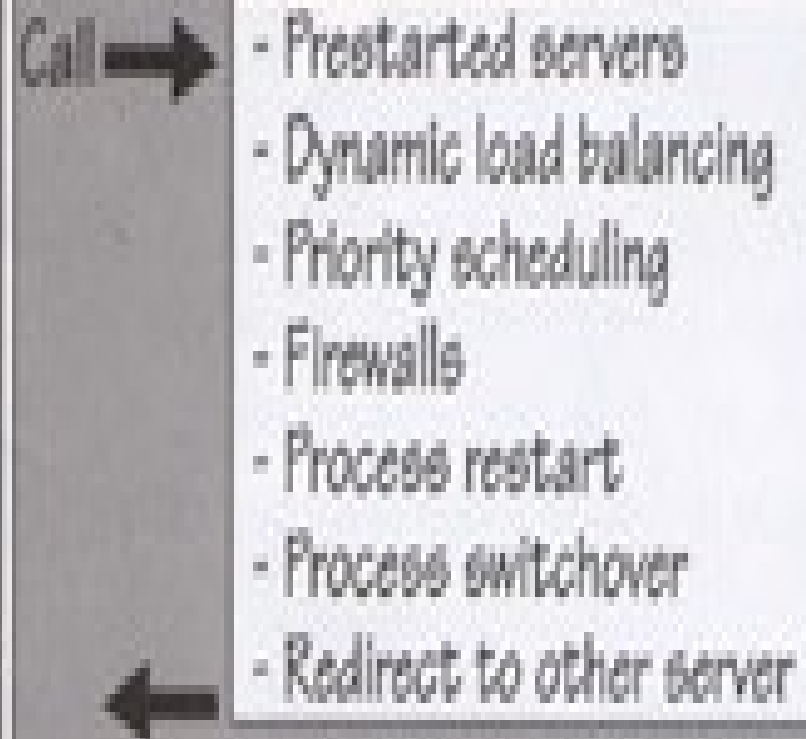 Call
- Prestarted servers
- Dynamic load balancing
- Priority scheduling
- Firewalls
- Process restart
- Process switchover
- Redirect to other server